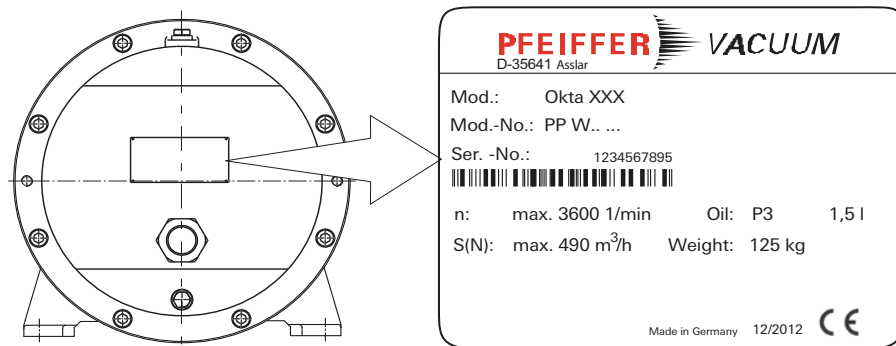 PFEIFFER VACUUM
D-35641 Asslar
Mod.: Okta XXX
Mod.-No.: PP W.. ...
Ser. -No.: 1234567895
n: max. 3600 1/min Oil: P3 1,5 l
S(N): max. 490 m³/h Weight: 125 kg
Made in Germany 12/2012 CE